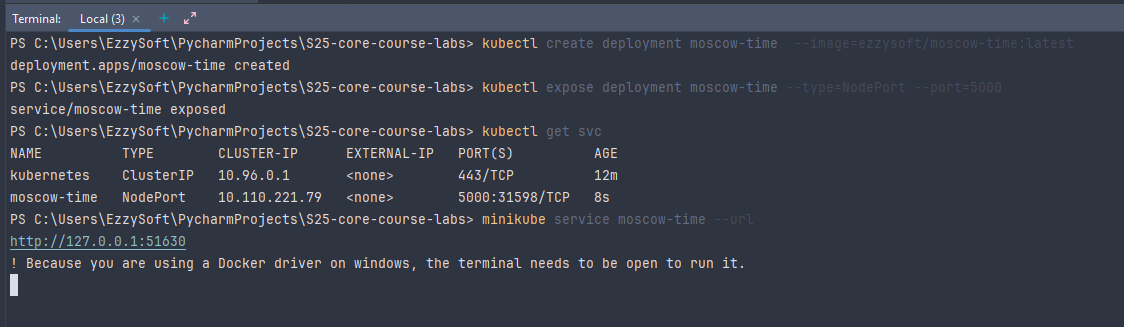 Terminal: Local (3) × +
PS C:\Users\EzzySoft\PycharmProjects\S25-core-course-labs> kubectl create deployment moscow-time  --image=ezzysoft/moscow-time:latest
deployment.apps/moscow-time created
PS C:\Users\EzzySoft\PycharmProjects\S25-core-course-labs> kubectl expose deployment moscow-time --type=NodePort --port=5000
service/moscow-time exposed
PS C:\Users\EzzySoft\PycharmProjects\S25-core-course-labs> kubectl get svc
NAME          TYPE        CLUSTER-IP      EXTERNAL-IP   PORT(S)          AGE
kubernetes    ClusterIP   10.96.0.1       <none>        443/TCP          12m
moscow-time   NodePort    10.110.221.79   <none>        5000:31598/TCP   8s
PS C:\Users\EzzySoft\PycharmProjects\S25-core-course-labs> minikube service moscow-time --url
http://127.0.0.1:51630
! Because you are using a Docker driver on windows, the terminal needs to be open to run it.